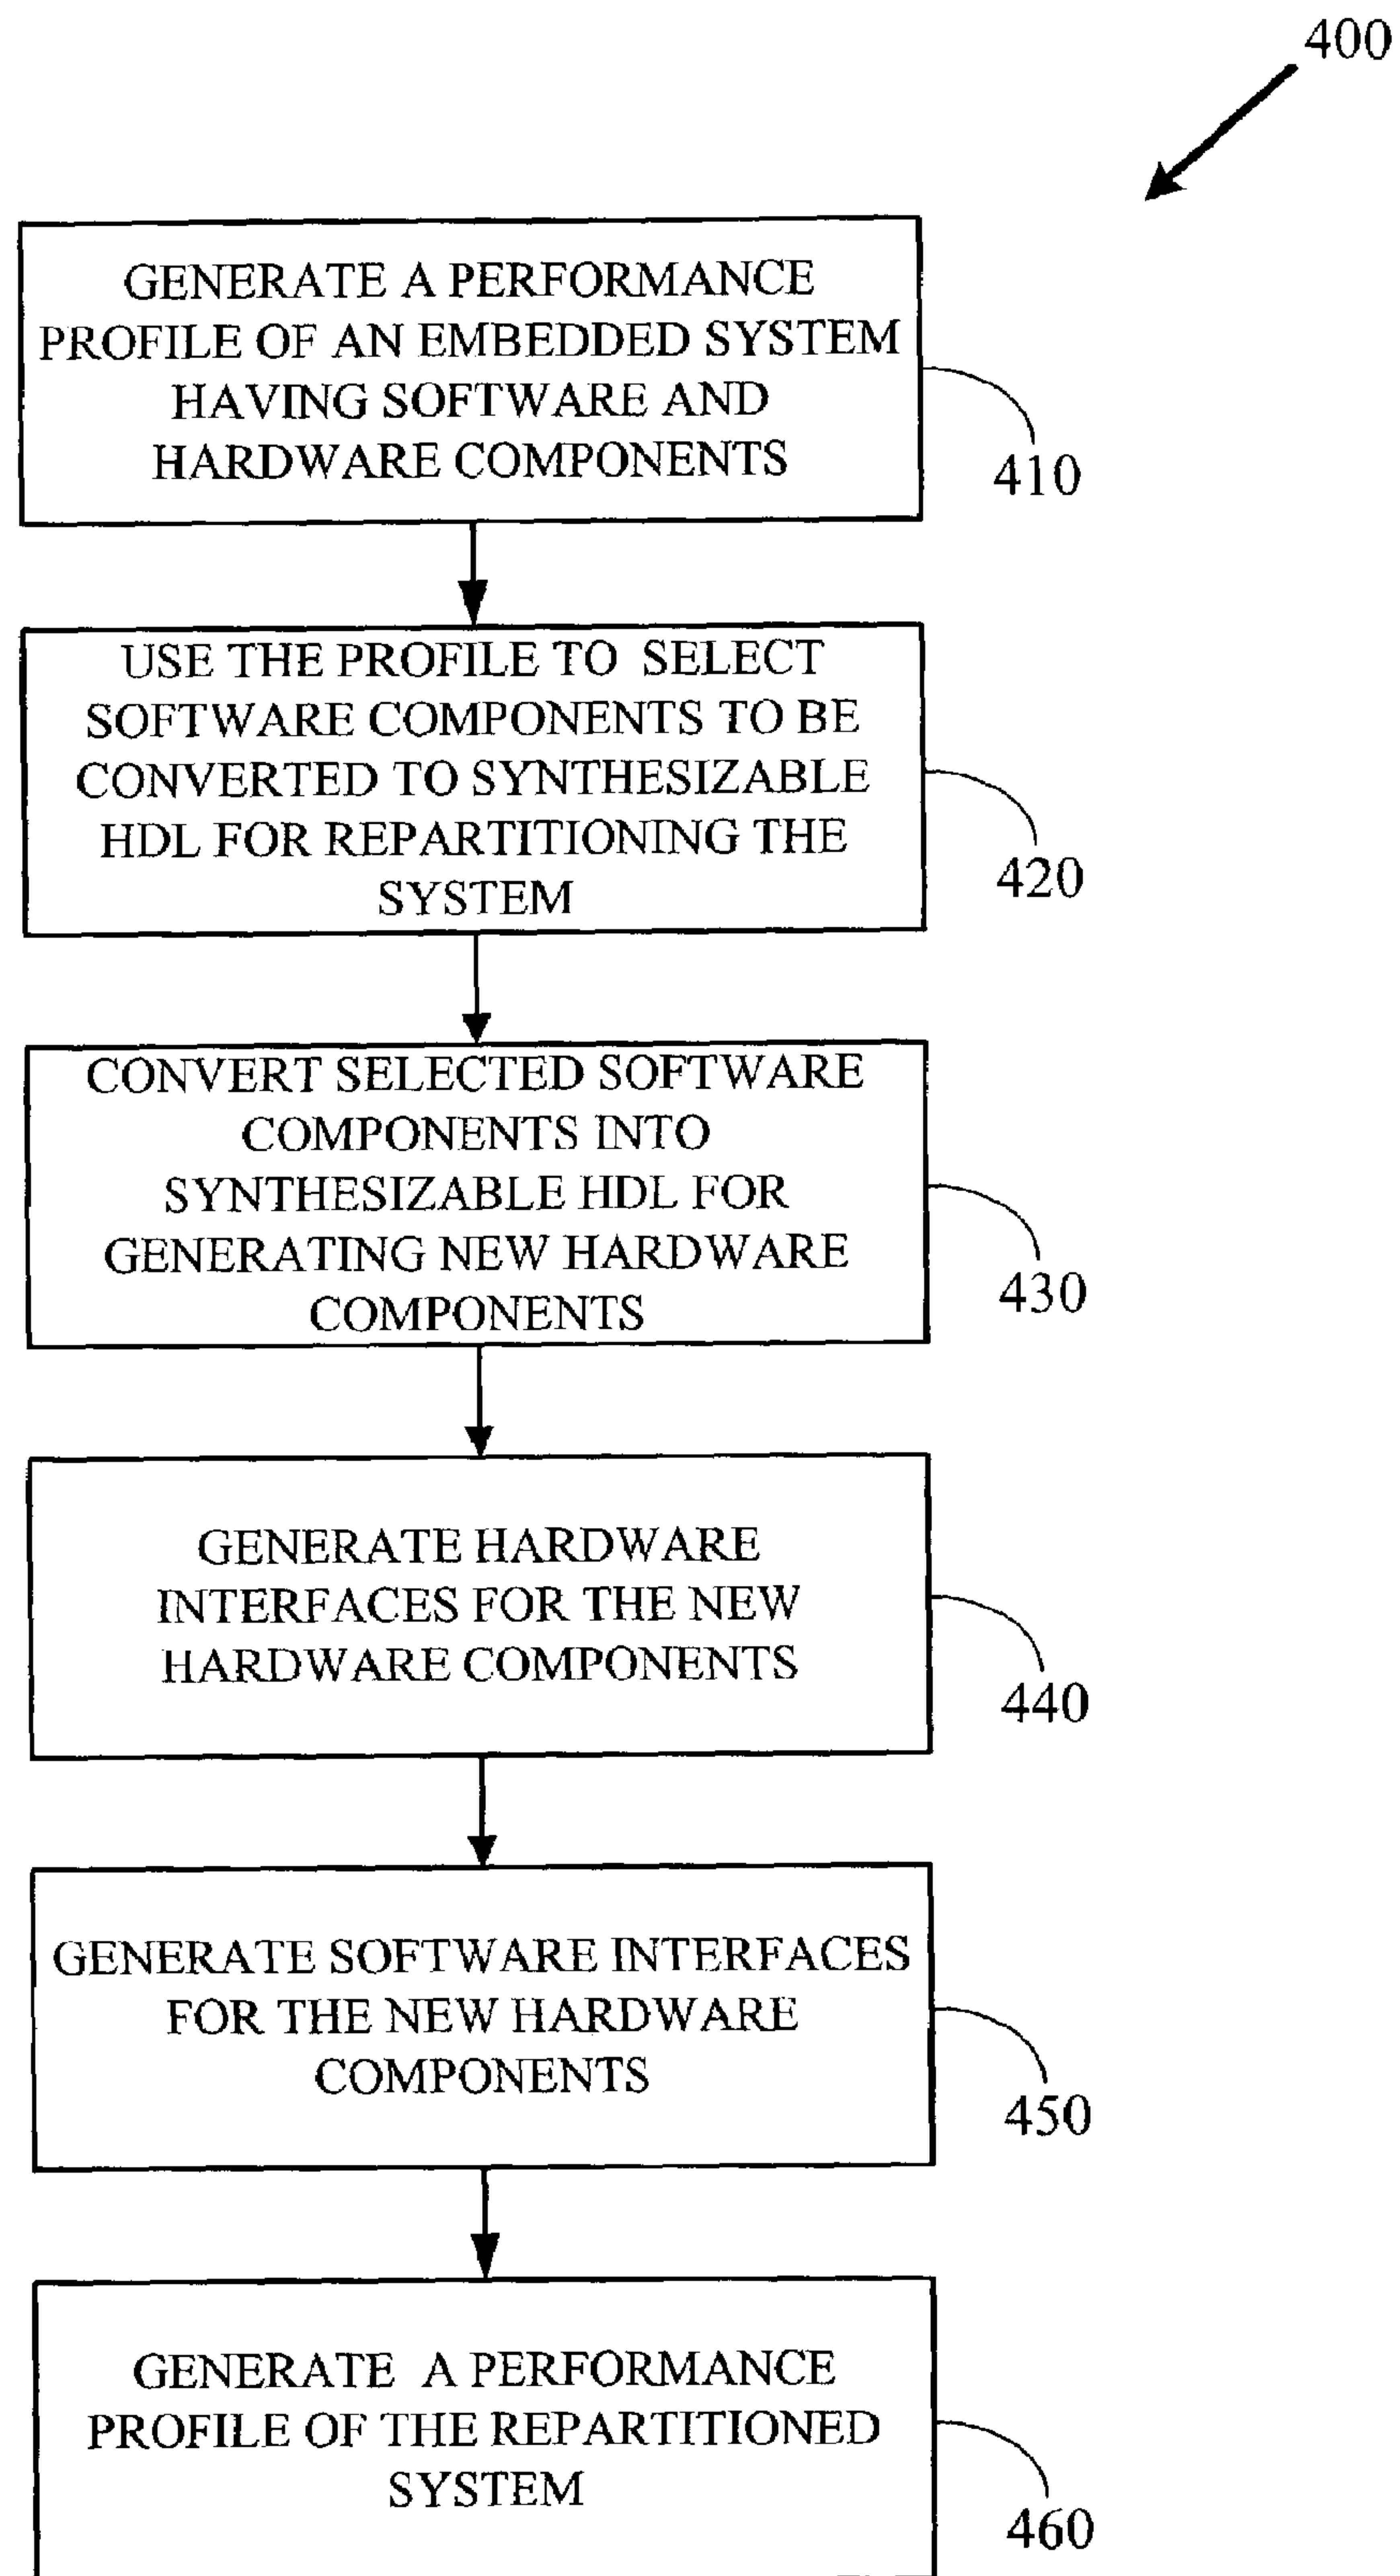 400
GENERATE A PERFORMANCE
PROFILE OF AN EMBEDDED SYSTEM
HAVING SOFTWARE AND
HARDWARE COMPONENTS
410
USE THE PROFILE TO SELECT
SOFTWARE COMPONENTS TO BE
CONVERTED TO SYNTHESIZABLE
HDL FOR REPARTITIONING THE
SYSTEM
420
CONVERT SELECTED SOFTWARE
COMPONENTS INTO
SYNTHESIZABLE HDL FOR
GENERATING NEW HARDWARE
COMPONENTS
430
GENERATE HARDWARE
INTERFACES FOR THE NEW
HARDWARE COMPONENTS
440
GENERATE SOFTWARE INTERFACES
FOR THE NEW HARDWARE
COMPONENTS
450
GENERATE A PERFORMANCE
PROFILE OF THE REPARTITIONED
SYSTEM
460